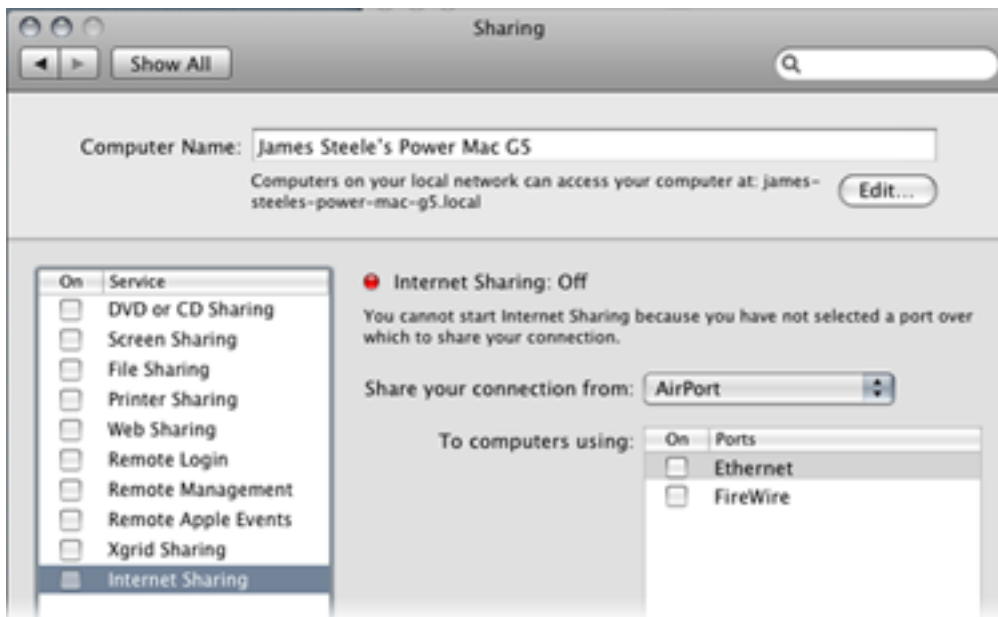 Sharing
Show All
Computer Name: James Steele's Power Mac G5
Computers on your local network can access your computer at: james-
steeles-power-mac-g5.local
Edit...
On Service
DVD or CD Sharing
Screen Sharing
File Sharing
Printer Sharing
Web Sharing
Remote Login
Remote Management
Remote Apple Events
Xgrid Sharing
Internet Sharing
Internet Sharing: Off
You cannot start Internet Sharing because you have not selected a port over
which to share your connection.
Share your connection from: AirPort
To computers using:
On Ports
Ethernet
FireWire